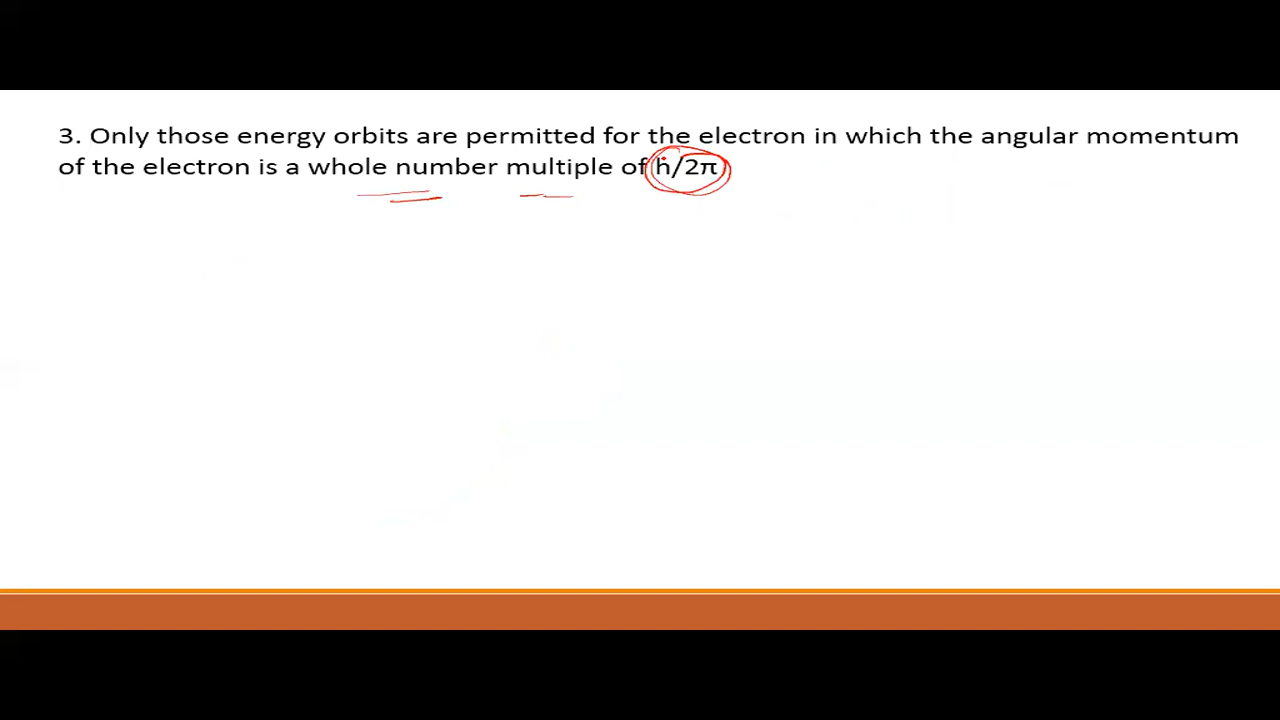 3. Only those energy orbits are permitted for the electron in which the angular momentum
of the electron is a whole number multiple of h/2π